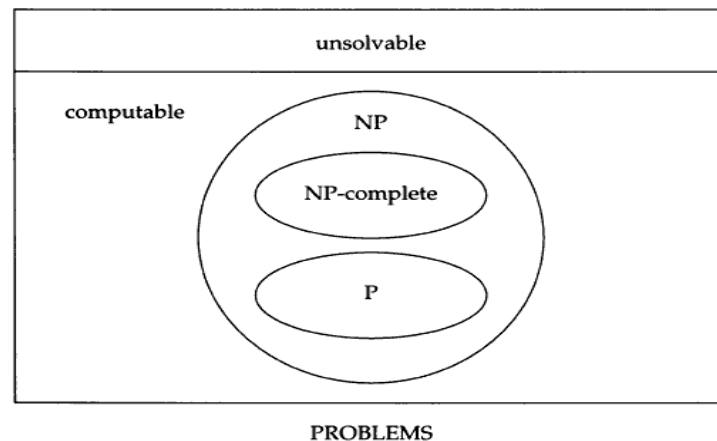 unsolvable
computable
NP
NP-complete
P
PROBLEMS